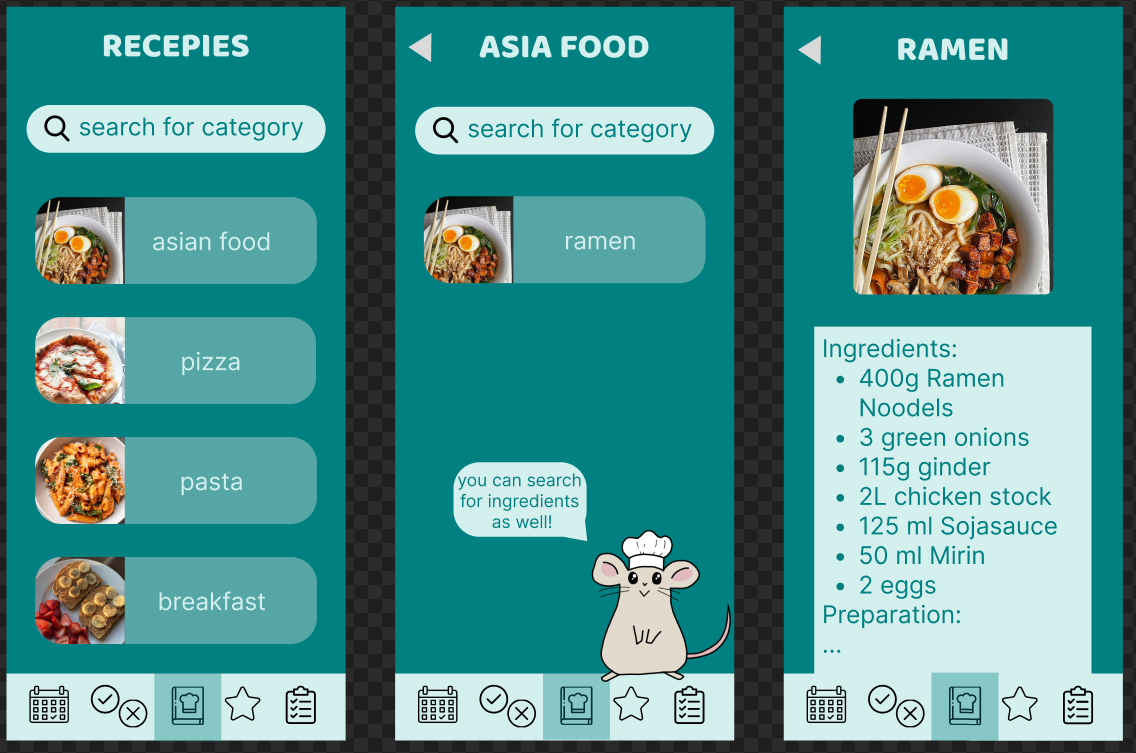 RECEPIES
search for category
asian food
pizza
pasta
breakfast
ASIA FOOD
search for category
ramen
you can search
for ingredients
as well!
RAMEN
Ingredients:
• 400g Ramen
Noodels
• 3 green onions
• 115g ginder
• 2L chicken stock
• 125 ml Sojasauce
• 50 ml Mirin
• 2 eggs
Preparation:
...